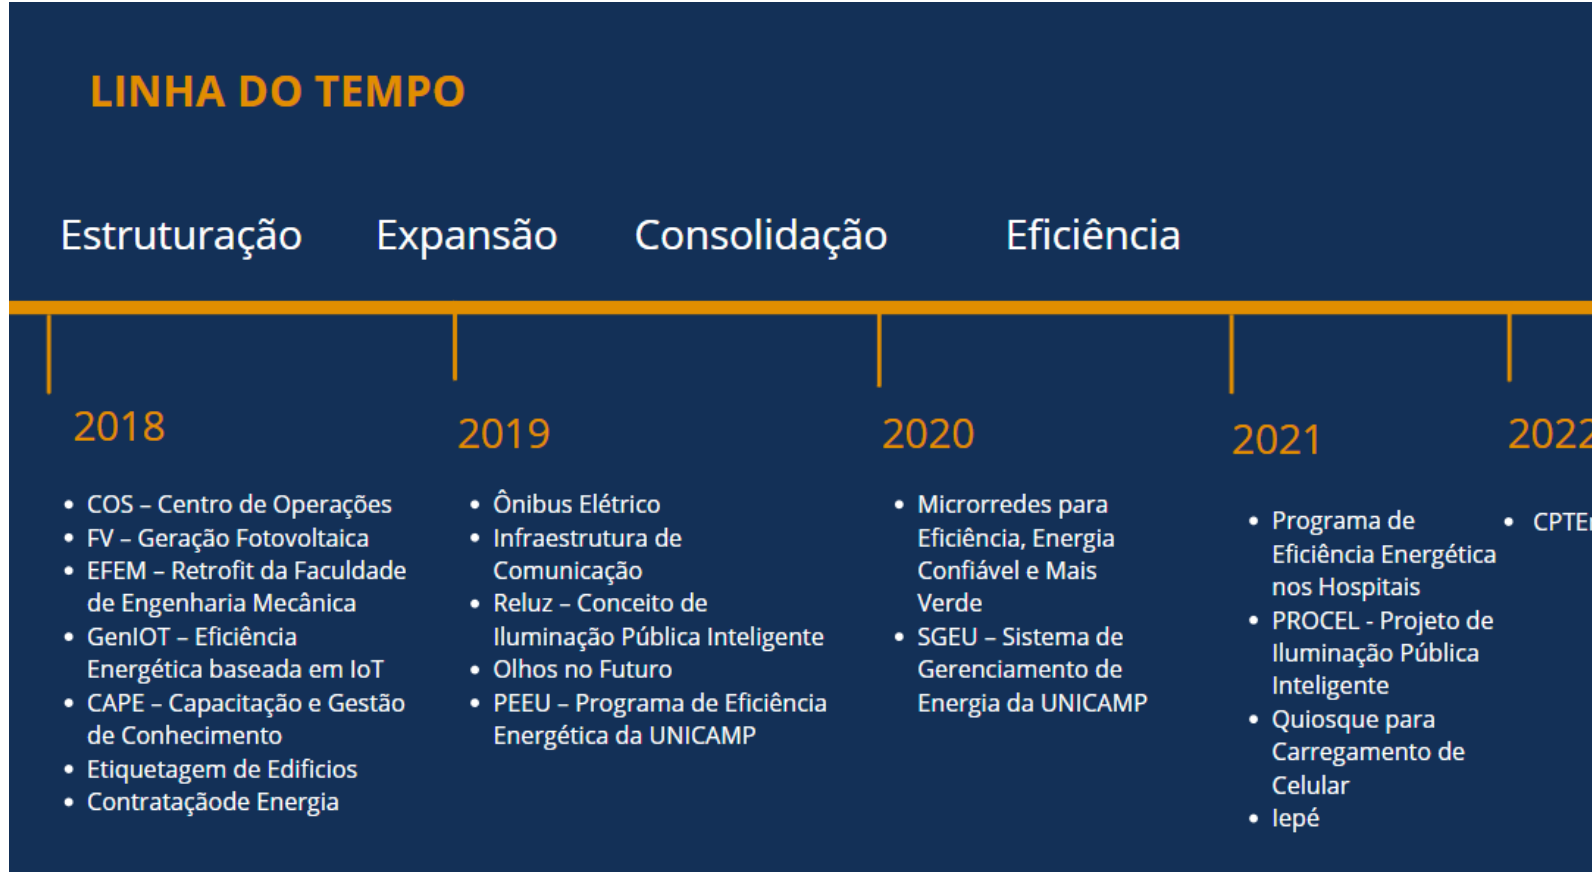 LINHA DO TEMPO
Estruturação
Expansão
Consolidação
Eficiência
2018
• COS – Centro de Operações
• FV – Geração Fotovoltaica
• EFEM – Retrofit da Faculdade
de Engenharia Mecânica
• GenIOT – Eficiência
Energética baseada em IoT
• CAPE – Capacitação e Gestão
de Conhecimento
• Etiquetagem de Edificios
• Contrataçãode Energia
2019
• Ônibus Elétrico
• Infraestrutura de
Comunicação
• Reluz – Conceito de
Iluminação Pública Inteligente
• Olhos no Futuro
• PEEU – Programa de Eficiência
Energética da UNICAMP
2020
• Microrredes para
Eficiência, Energia
Confiável e Mais
Verde
• SGEU – Sistema de
Gerenciamento de
Energia da UNICAMP
2021
• Programa de
Eficiência Energética
nos Hospitais
• PROCEL - Projeto de
Iluminação Pública
Inteligente
• Quiosque para
Carregamento de
Celular
• Iepé
2022